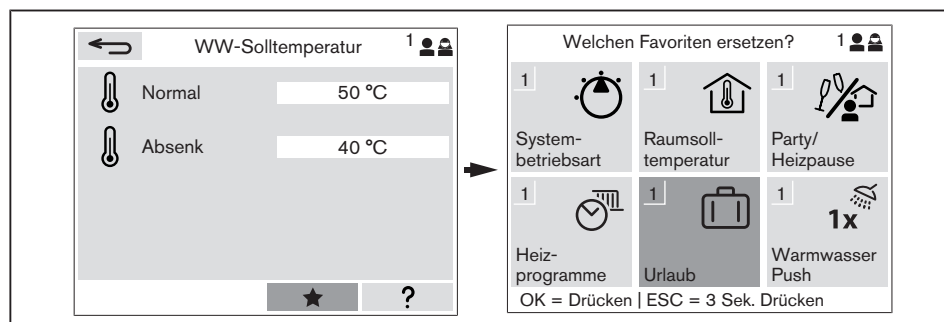 WW-Solltemperatur 1
Normal 50 °C
Absenk 40 °C
?
Welchen Favoriten ersetzen? 1
1
System-
betriebsart
1
Raumsoll-
temperatur
1
Party/
Heizpause
1
Heiz-
programme
1
Urlaub
1
1x
Warmwasser
Push
OK = Drücken | ESC = 3 Sek. Drücken